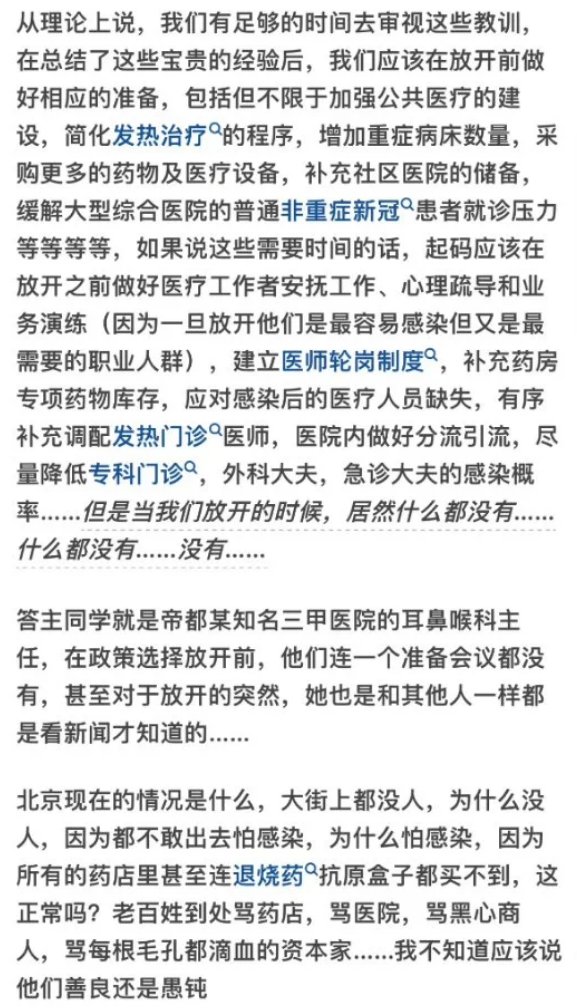 从理论上说，我们有足够的时间去审视这些教训，
在总结了这些宝贵的经验后，我们应该在放开前做
好相应的准备，包括但不限于加强公共医疗的建
设，简化发热治疗的程序，增加重症病床数量，采
购更多的药物及医疗设备，补充社区医院的储备，
缓解大型综合医院的普通非重症新冠患者就诊压力
等等等等，如果说这些需要时间的话，起码应该在
放开之前做好医疗工作者安抚工作、心理疏导和业
务演练（因为一旦放开他们是最容易感染但又是最
需要的职业人群），建立医师轮岗制度，补充药房
专项药物库存，应对感染后的医疗人员缺失，有序
补充调配发热门诊医师，医院内做好分流引流，尽
量降低专科门诊，外科大夫，急诊大夫的感染概
率......但是当我们放开的时候，居然什么都没有......
什么都没有......没有......
答主同学就是帝都某知名三甲医院的耳鼻喉科主
任，在政策选择放开前，他们连一个准备会议都没
有，甚至对于放开的突然，她也是和其他人一样都
是看新闻才知道的......
北京现在的情况是什么，大街上都没人，为什么没
人，因为都不敢出去怕感染，为什么怕感染，因为
所有的药店里甚至连退烧药抗原盒子都买不到，这
正常吗？老百姓到处骂药店，骂医院，骂黑心商
人，骂每根毛孔都滴血的资本家......我不知道应该说
他们善良还是愚钝